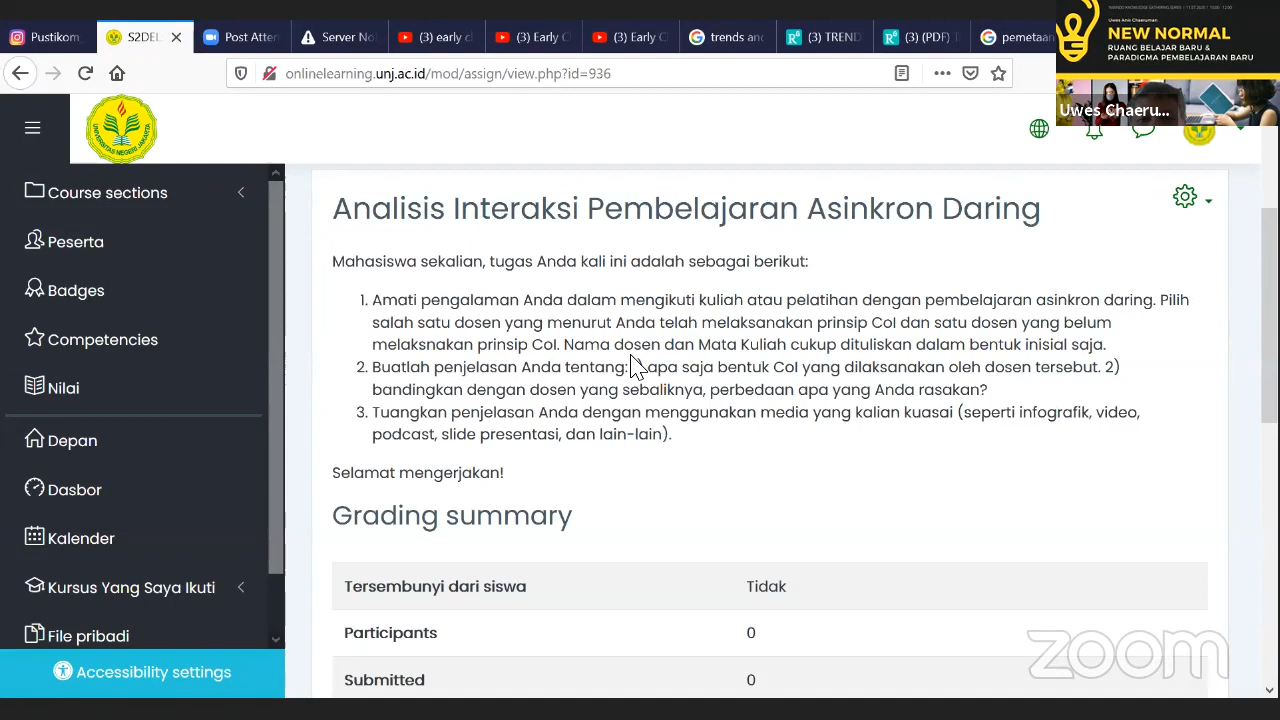 Pustikom
S2DEL
Post Atten
Server No
(3) early c
(3) Early C
(3) Early C
trends and
(3) TREND
(3) (PDF)
pemetaan
Uwes Anis Chaeruman
NEW NORMAL
RUANG BELAJAR BARU &
PARADIGMA PEMBELAJARAN BARU
Uwes Chaeru...
onlinelearning.unj.ac.id/mod/assign/view.php?id=936
UNIVERSITAS NEGERI JAKARTA
Course sections
Peserta
Badges
Competencies
Nilai
Depan
Dasbor
Kalender
Kursus Yang Saya Ikuti
File pribadi
Accessibility settings
Analisis Interaksi Pembelajaran Asinkron Daring
Mahasiswa sekalian, tugas Anda kali ini adalah sebagai berikut:
1. Amati pengalaman Anda dalam mengikuti kuliah atau pelatihan dengan pembelajaran asinkron daring. Pilih
salah satu dosen yang menurut Anda telah melaksanakan prinsip CoI dan satu dosen yang belum
melaksnakan prinsip CoI. Nama dosen dan Mata Kuliah cukup dituliskan dalam bentuk inisial saja.
2. Buatlah penjelasan Anda tentang: apa saja bentuk CoI yang dilaksanakan oleh dosen tersebut. 2)
bandingkan dengan dosen yang sebaliknya, perbedaan apa yang Anda rasakan?
3. Tuangkan penjelasan Anda dengan menggunakan media yang kalian kuasai (seperti infografik, video,
podcast, slide presentasi, dan lain-lain).
Selamat mengerjakan!
Grading summary
Tersembunyi dari siswa Tidak
Participants 0
Submitted 0
zoom